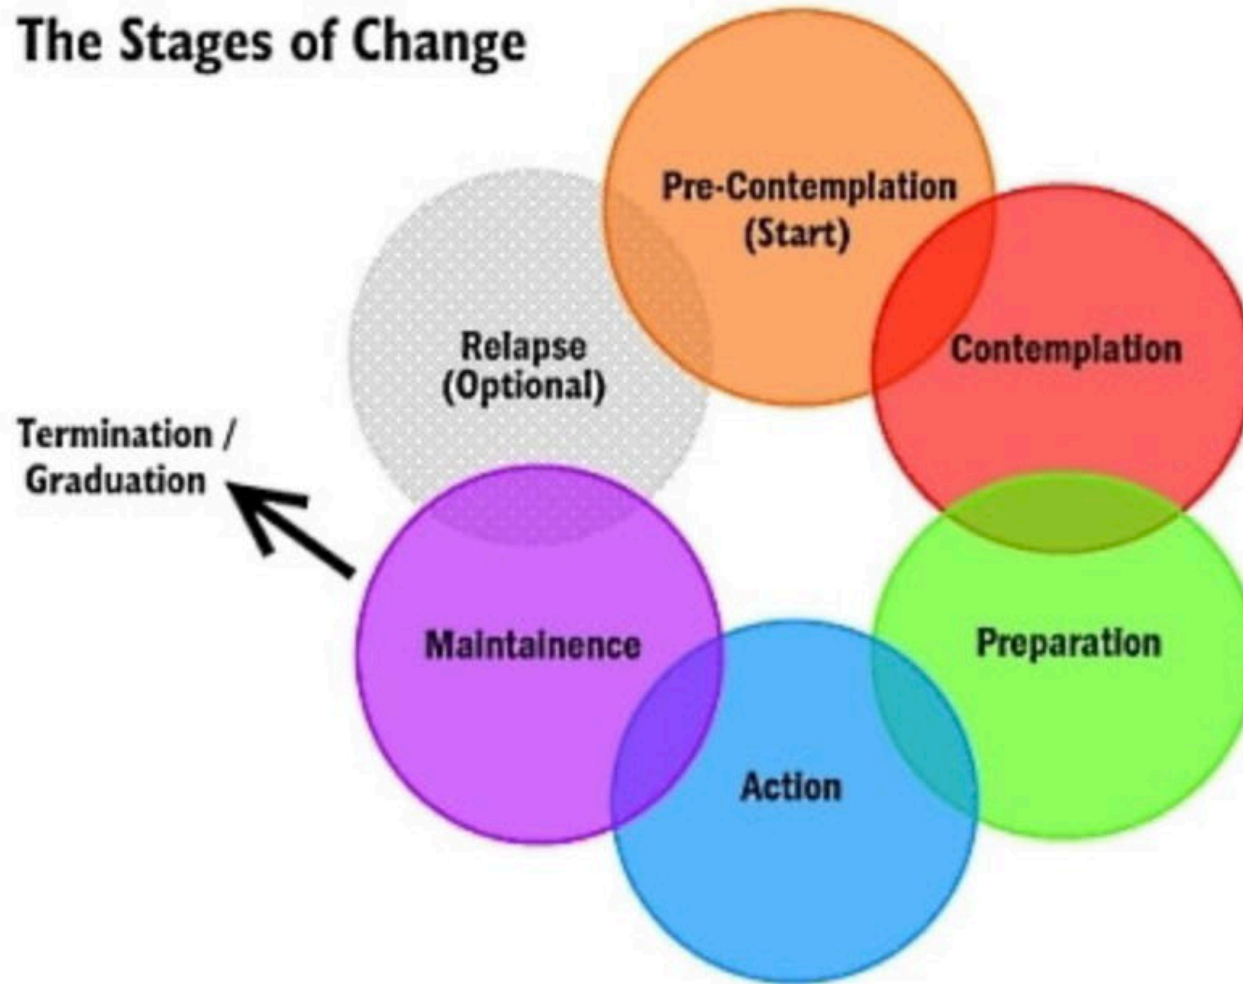 The Stages of Change
Pre-Contemplation
(Start)
Contemplation
Preparation
Action
Maintainence
Relapse
(Optional)
Termination /
Graduation